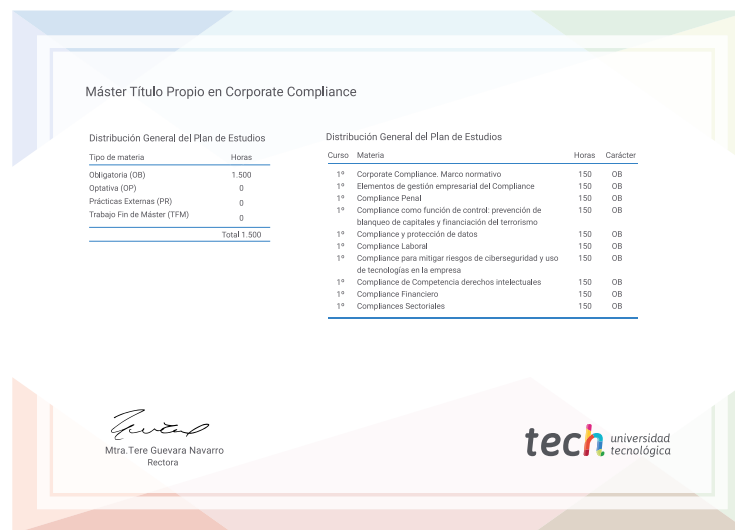 Máster Título Propio en Corporate Compliance
Distribución General del Plan de Estudios
Tipo de materia Horas
Obligatoria (OB) 1.500
Optativa (OP) 0
Prácticas Externas (PR) 0
Trabajo Fin de Máster (TFM) 0
Total 1.500
Distribución General del Plan de Estudios
Curso Materia Horas Carácter
1º Corporate Compliance. Marco normativo 150 OB
1º Elementos de gestión empresarial del Compliance 150 OB
1º Compliance Penal 150 OB
1º Compliance como función de control: prevención de 150 OB
blanqueo de capitales y financiación del terrorismo
1º Compliance y protección de datos 150 OB
1º Compliance Laboral 150 OB
1º Compliance para mitigar riesgos de ciberseguridad y uso 150 OB
de tecnologías en la empresa
1º Compliance de Competencia derechos intelectuales 150 OB
1º Compliance Financiero 150 OB
1º Compliances Sectoriales 150 OB
Mtra.Tere Guevara Navarro
Rectora
tech universidad
tecnológica